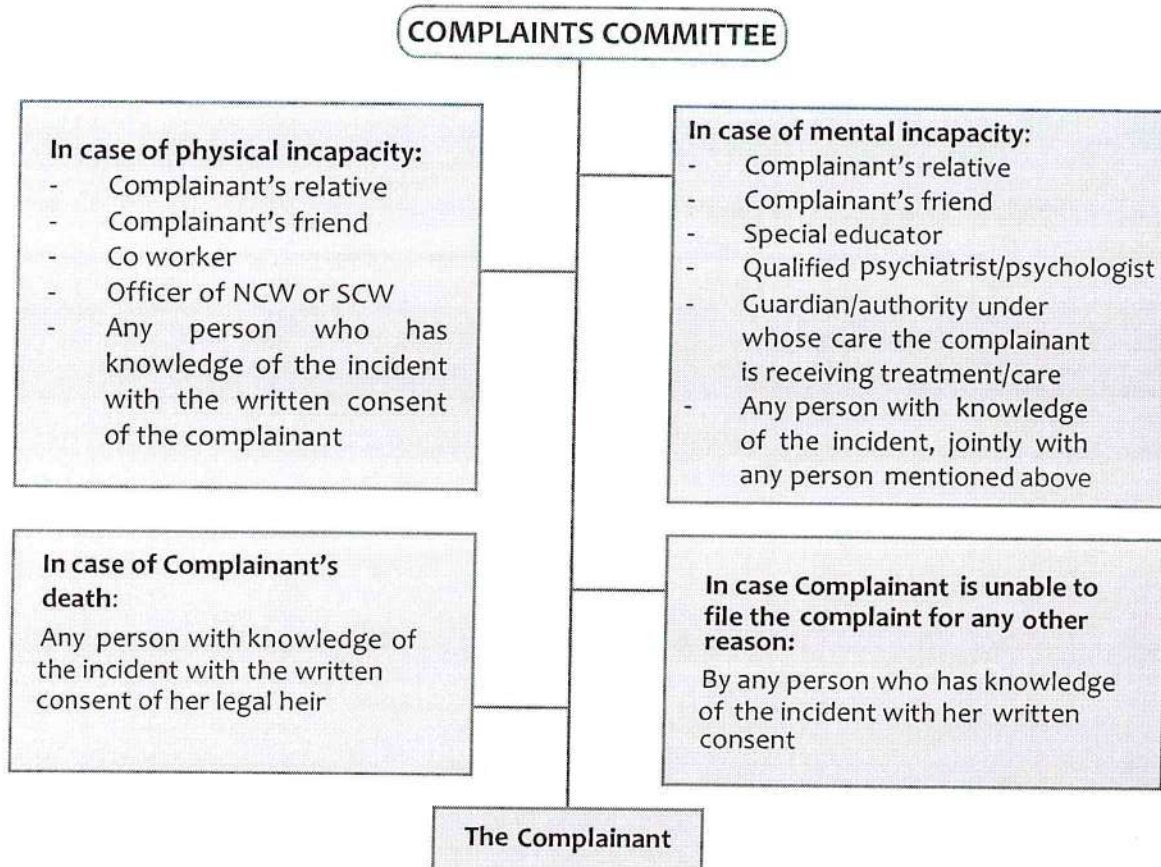 COMPLAINTS COMMITTEE
In case of physical incapacity:
- Complainant's relative
- Complainant's friend
- Co worker
- Officer of NCW or SCW
- Any person who has
knowledge of the incident
with the written consent
of the complainant
In case of mental incapacity:
- Complainant's relative
- Complainant's friend
- Special educator
- Qualified psychiatrist/psychologist
- Guardian/authority under
whose care the complainant
is receiving treatment/care
- Any person with knowledge
of the incident, jointly with
any person mentioned above
In case of Complainant's
death:
Any person with knowledge of
the incident with the written
consent of her legal heir
In case Complainant is unable to
file the complaint for any other
reason:
By any person who has knowledge
of the incident with her written
consent
The Complainant